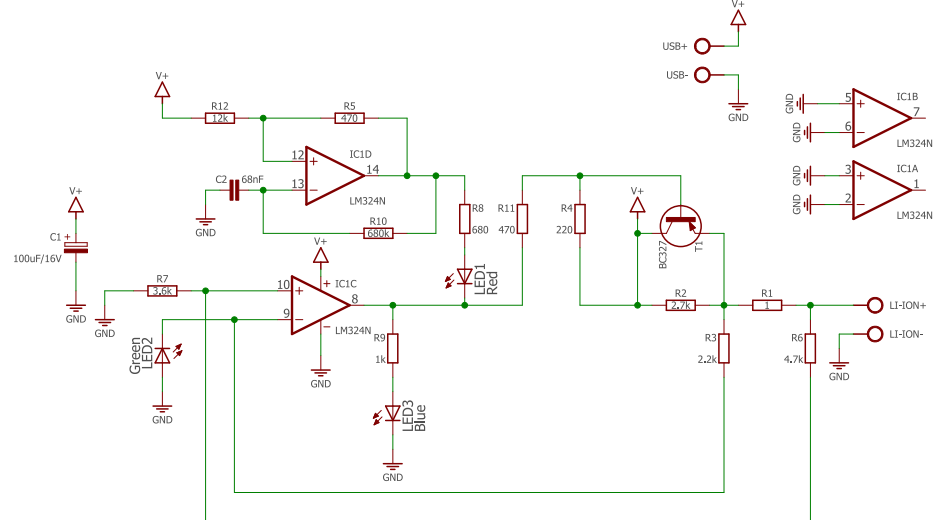 V+
USB+
USB-
GND
V+
R12
12k
R5
470
IC1D
12
+
13
−
14
LM324N
C2
68nF
GND
R10
680k
V+
C1
+
100uF/16V
GND
R7
3.6k
GND
V+
IC1C
10
+
9
−
+
−
8
LM324N
GND
Green
LED2
GND
R8
680
R11
470
LED1
Red
R9
1k
LED3
Blue
GND
R4
220
V+
BC327
T1
R2
2.7k
R1
1
R3
2.2k
R6
4.7k
LI-ION+
LI-ION-
GND
GND
5
+
IC1B
7
GND
6
−
LM324N
GND
3
+
IC1A
1
GND
2
−
LM324N